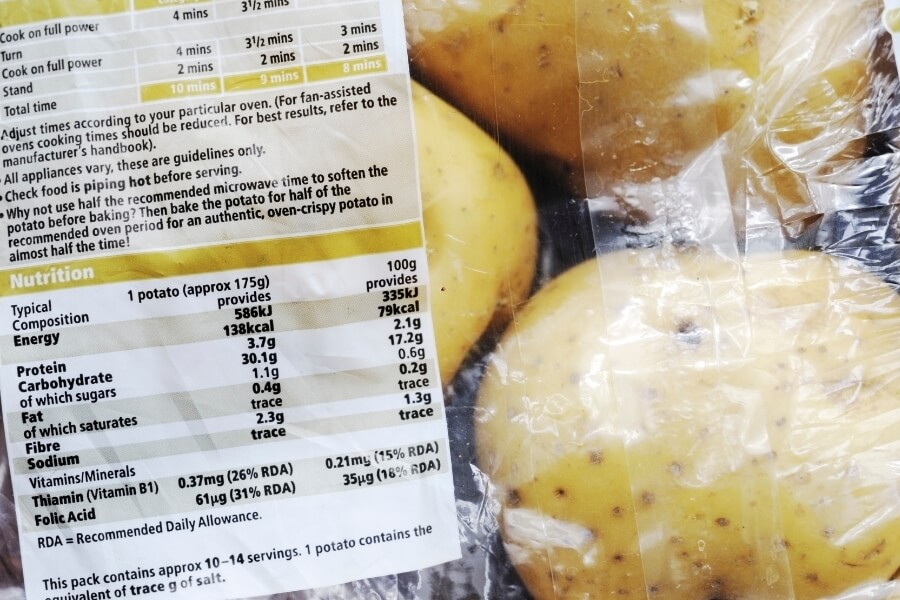 4 mins 3½ mins
Cook on full power
Turn
Cook on full power 4 mins 3½ mins 3 mins
Stand 2 mins 2 mins 2 mins
Total time 10 mins 9 mins 8 mins
Adjust times according to your particular oven. (For fan-assisted
ovens cooking times should be reduced. For best results, refer to the
manufacturer's handbook).
• All appliances vary, these are guidelines only.
• Check food is piping hot before serving.
• Why not use half the recommended microwave time to soften the
potato before baking? Then bake the potato for half of the
recommended oven period for an authentic, oven-crispy potato in
almost half the time!
Nutrition
Typical 1 potato (approx 175g) 100g
Composition provides provides
Energy 586kJ 335kJ
138kcal 79kcal
Protein 3.7g 2.1g
Carbohydrate 30.1g 17.2g
of which sugars 1.1g 0.6g
Fat 0.4g 0.2g
of which saturates trace trace
Fibre 2.3g 1.3g
Sodium trace trace
Vitamins/Minerals
Thiamin (Vitamin B1) 0.37mg (26% RDA) 0.21mg (15% RDA)
Folic Acid 61µg (31% RDA) 35µg (18% RDA)
RDA = Recommended Daily Allowance.
This pack contains approx 10–14 servings. 1 potato contains the
equivalent of trace g of salt.